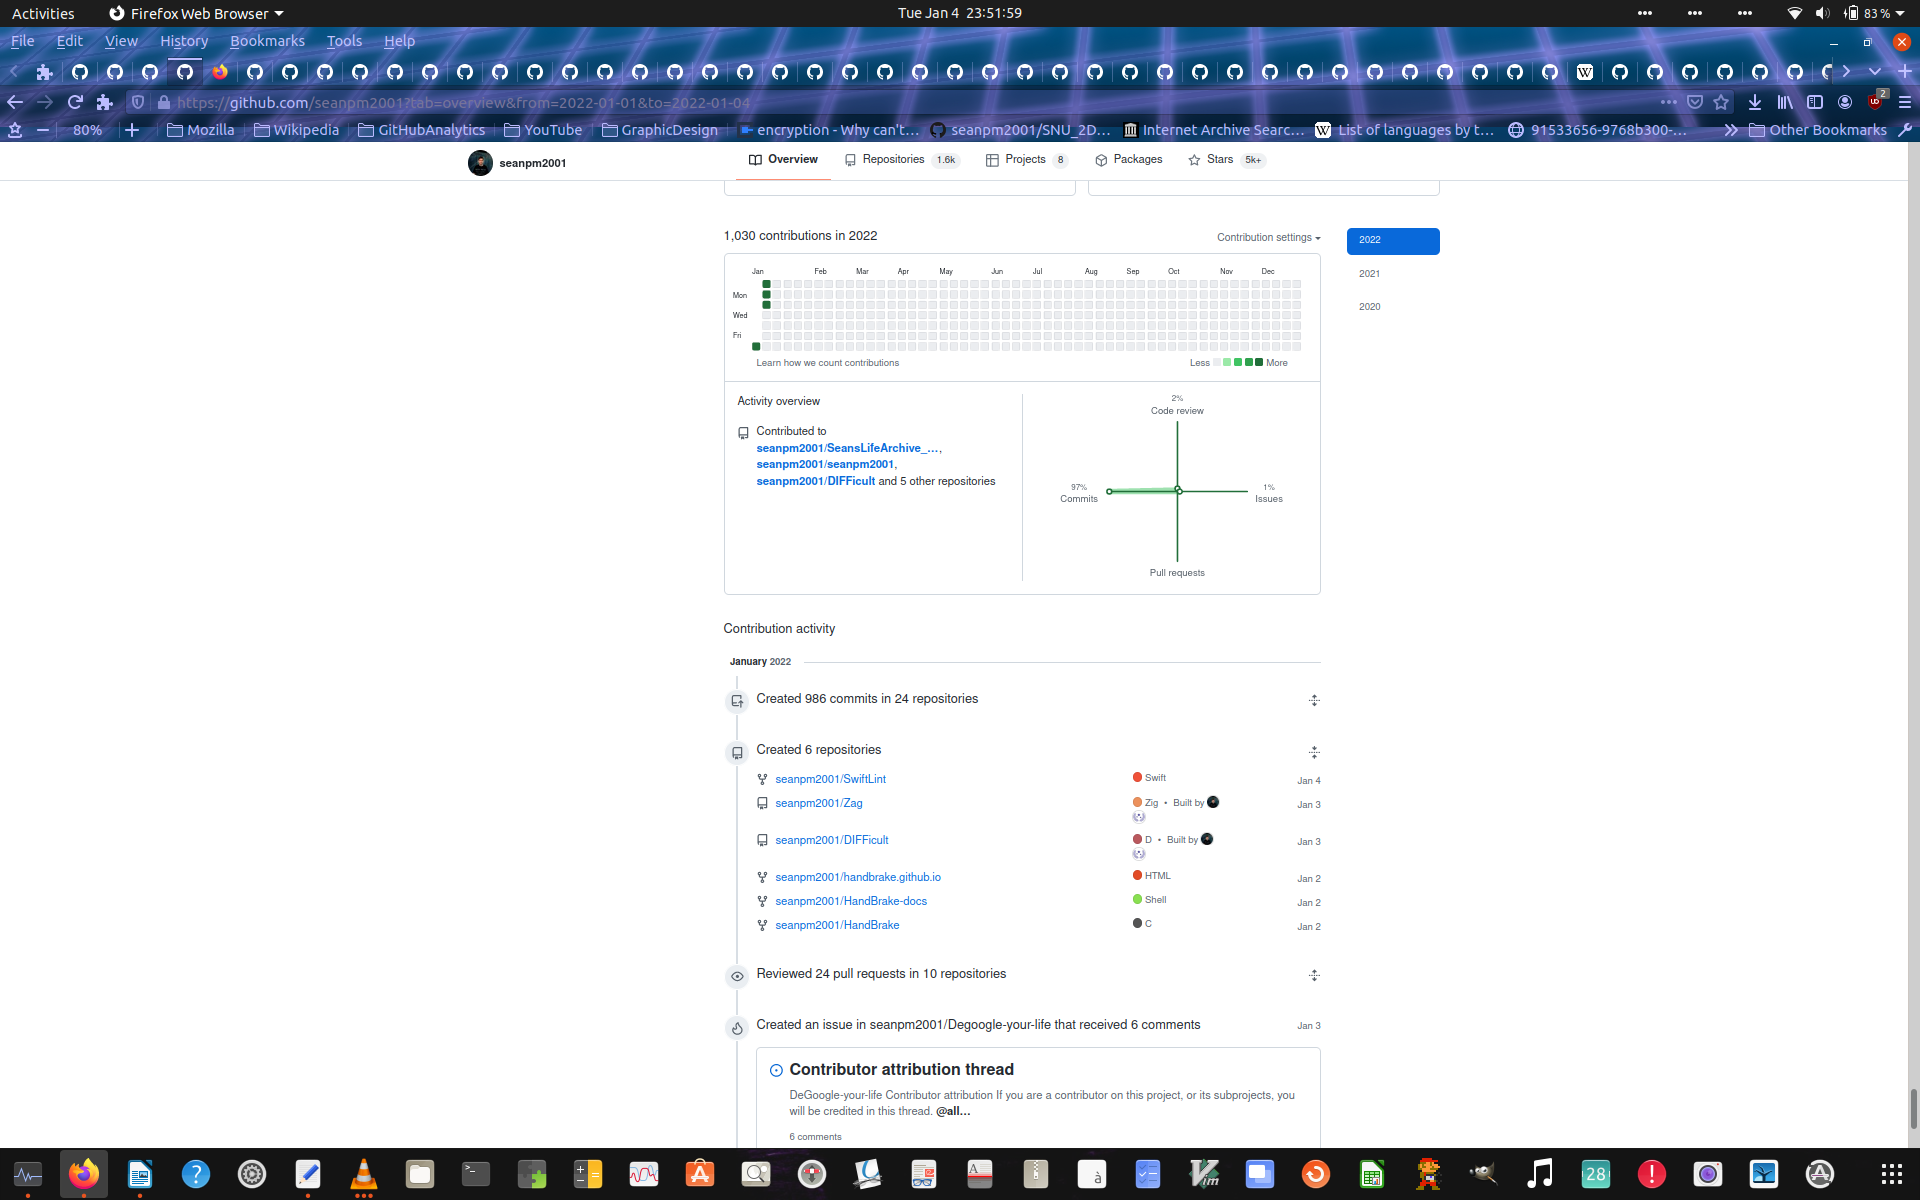 Activities
Firefox Web Browser
Tue Jan 4 23:51:59
83 %
File Edit View History Bookmarks Tools Help
https://github.com/seanpm2001?tab=overview&from=2022-01-01&to=2022-01-04
2
80%
Mozilla
Wikipedia
GitHubAnalytics
YouTube
GraphicDesign
encryption - Why can't…
seanpm2001/SNU_2D…
Internet Archive Searc…
List of languages by t…
91533656-9768b300-…
Other Bookmarks
seanpm2001
Overview
Repositories 1.6k
Projects 8
Packages
Stars 5k+
1,030 contributions in 2022
Contribution settings
2022
2021
2020
Jan Feb Mar Apr May Jun Jul Aug Sep Oct Nov Dec
Mon
Wed
Fri
Learn how we count contributions
Less More
Activity overview
Contributed to
seanpm2001/SeansLifeArchive_…,
seanpm2001/seanpm2001,
seanpm2001/DIFFicult and 5 other repositories
2%
Code review
97%
Commits
1%
Issues
Pull requests
Contribution activity
January 2022
Created 986 commits in 24 repositories
Created 6 repositories
seanpm2001/SwiftLint Swift Jan 4
seanpm2001/Zag Zig • Built by Jan 3
seanpm2001/DIFFicult D • Built by Jan 3
seanpm2001/handbrake.github.io HTML Jan 2
seanpm2001/HandBrake-docs Shell Jan 2
seanpm2001/HandBrake C Jan 2
Reviewed 24 pull requests in 10 repositories
Created an issue in seanpm2001/Degoogle-your-life that received 6 comments Jan 3
Contributor attribution thread
DeGoogle-your-life Contributor attribution If you are a contributor on this project, or its subprojects, you
will be credited in this thread. @all…
6 comments
28